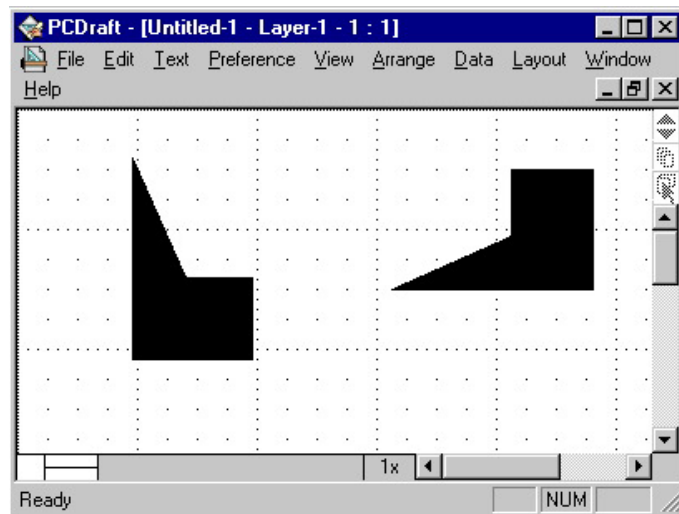 PCDraft - [Untitled-1 - Layer-1 - 1 : 1]
File Edit Text Preference View Arrange Data Layout Window
Help
1x
Ready NUM